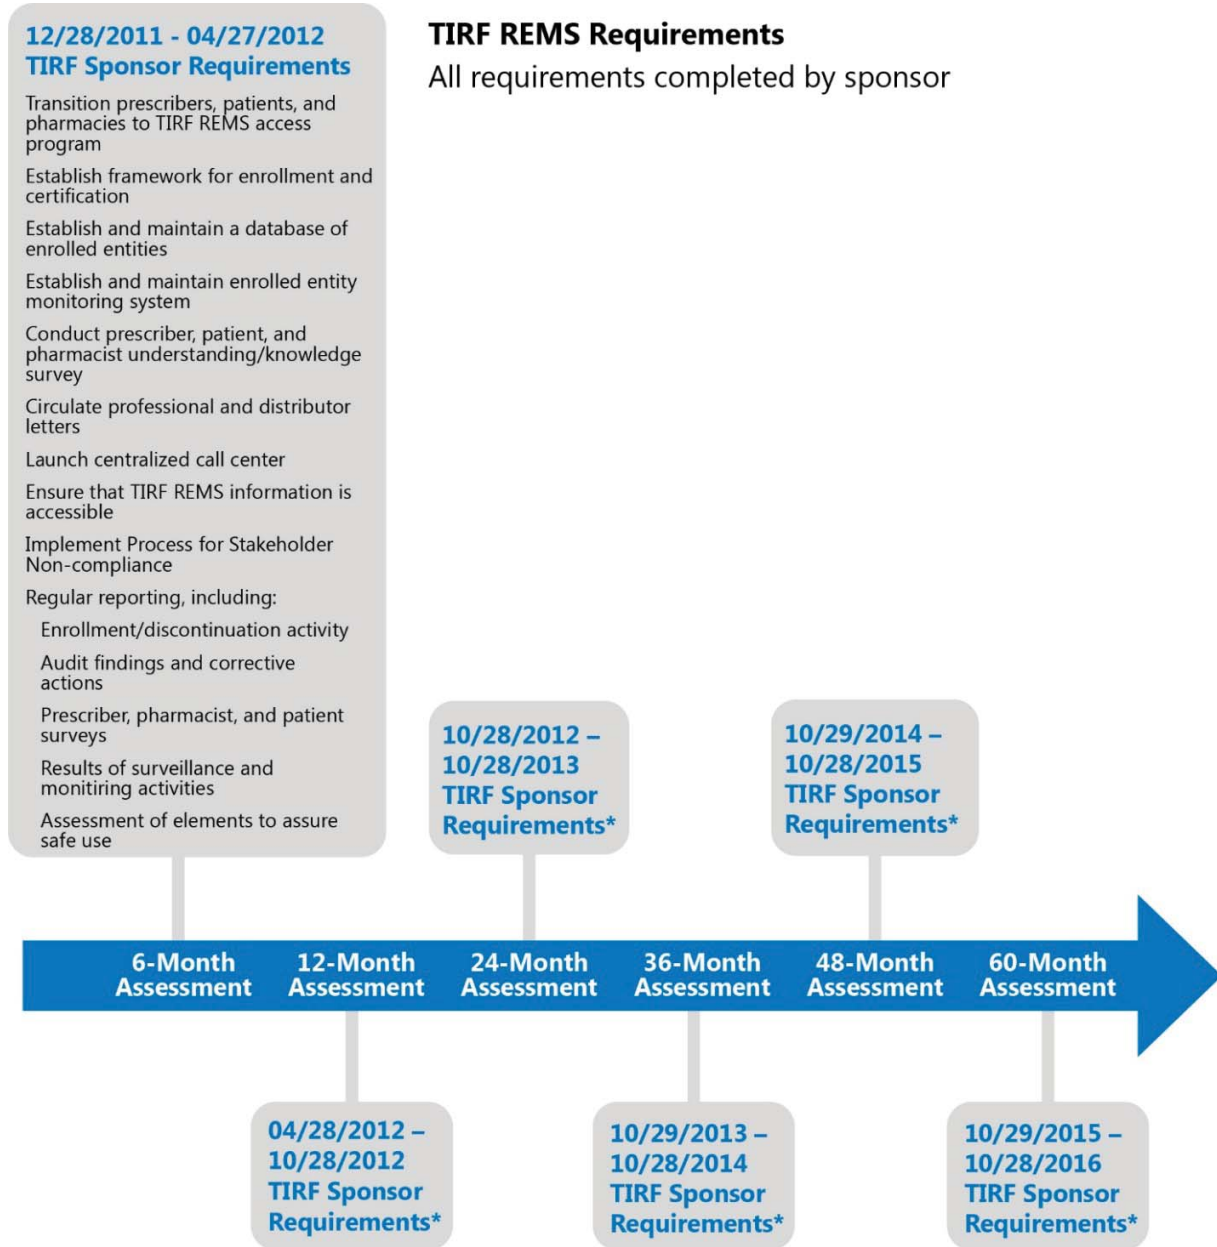 12/28/2011 - 04/27/2012
TIRF Sponsor Requirements
Transition prescribers, patients, and
pharmacies to TIRF REMS access
program
Establish framework for enrollment and
certification
Establish and maintain a database of
enrolled entities
Establish and maintain enrolled entity
monitoring system
Conduct prescriber, patient, and
pharmacist understanding/knowledge
survey
Circulate professional and distributor
letters
Launch centralized call center
Ensure that TIRF REMS information is
accessible
Implement Process for Stakeholder
Non-compliance
Regular reporting, including:
Enrollment/discontinuation activity
Audit findings and corrective
actions
Prescriber, pharmacist, and patient
surveys
Results of surveillance and
monitiring activities
Assessment of elements to assure
safe use
TIRF REMS Requirements
All requirements completed by sponsor
10/28/2012 –
10/28/2013
TIRF Sponsor
Requirements*
10/29/2014 –
10/28/2015
TIRF Sponsor
Requirements*
6-Month
Assessment
12-Month
Assessment
24-Month
Assessment
36-Month
Assessment
48-Month
Assessment
60-Month
Assessment
04/28/2012 –
10/28/2012
TIRF Sponsor
Requirements*
10/29/2013 –
10/28/2014
TIRF Sponsor
Requirements*
10/29/2015 –
10/28/2016
TIRF Sponsor
Requirements*